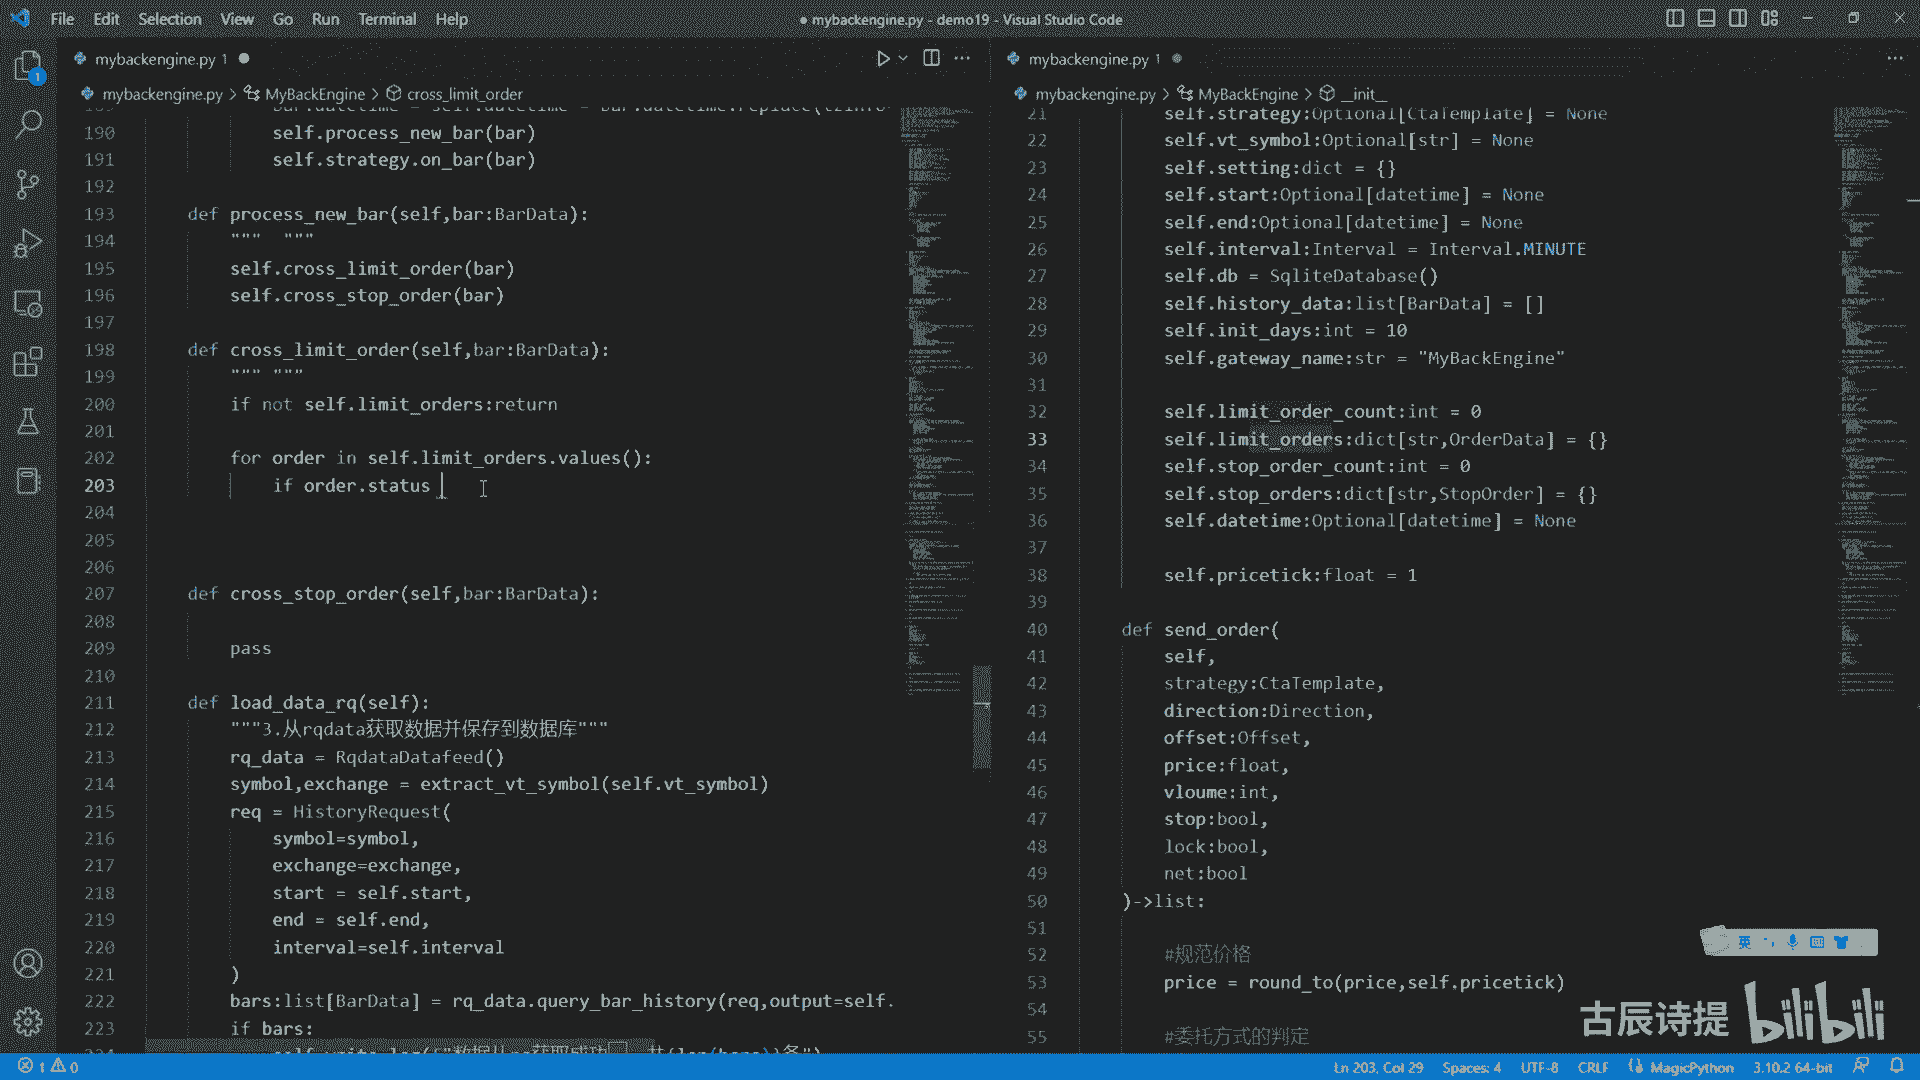 File Edit Selection View Go Run Terminal Help
● mybackengine.py - demo19 - Visual Studio Code
mybackengine.py 1
mybackengine.py > MyBackEngine > cross_limit_order
190 self.process_new_bar(bar)
191 self.strategy.on_bar(bar)
192
193 def process_new_bar(self,bar:BarData):
194 """ """
195 self.cross_limit_order(bar)
196 self.cross_stop_order(bar)
197
198 def cross_limit_order(self,bar:BarData):
199 """ """
200 if not self.limit_orders:return
201
202 for order in self.limit_orders.values():
203 if order.status
204
205
206
207 def cross_stop_order(self,bar:BarData):
208
209 pass
210
211 def load_data_rq(self):
212 """3.从rqdata获取数据并保存到数据库"""
213 rq_data = RqdataDatafeed()
214 symbol,exchange = extract_vt_symbol(self.vt_symbol)
215 req = HistoryRequest(
216 symbol=symbol,
217 exchange=exchange,
218 start = self.start,
219 end = self.end,
220 interval=self.interval
221 )
222 bars:list[BarData] = rq_data.query_bar_history(req,output=self.
223 if bars:
mybackengine.py 1
mybackengine.py > MyBackEngine > __init__
21 self.strategy:Optional[CtaTemplate] = None
22 self.vt_symbol:Optional[str] = None
23 self.setting:dict = {}
24 self.start:Optional[datetime] = None
25 self.end:Optional[datetime] = None
26 self.interval:Interval = Interval.MINUTE
27 self.db = SqliteDatabase()
28 self.history_data:list[BarData] = []
29 self.init_days:int = 10
30 self.gateway_name:str = "MyBackEngine"
31
32 self.limit_order_count:int = 0
33 self.limit_orders:dict[str,OrderData] = {}
34 self.stop_order_count:int = 0
35 self.stop_orders:dict[str,StopOrder] = {}
36 self.datetime:Optional[datetime] = None
37
38 self.pricetick:float = 1
39
40 def send_order(
41 self,
42 strategy:CtaTemplate,
43 direction:Direction,
44 offset:Offset,
45 price:float,
46 vloume:int,
47 stop:bool,
48 lock:bool,
49 net:bool
50 )->list:
51
52 #规范价格
53 price = round_to(price,self.pricetick)
54
55 #委托方式的判定
英
古辰诗提 bilibili
1 0
Ln 203, Col 29 Spaces: 4 UTF-8 CRLF MagicPython 3.10.2 64-bit